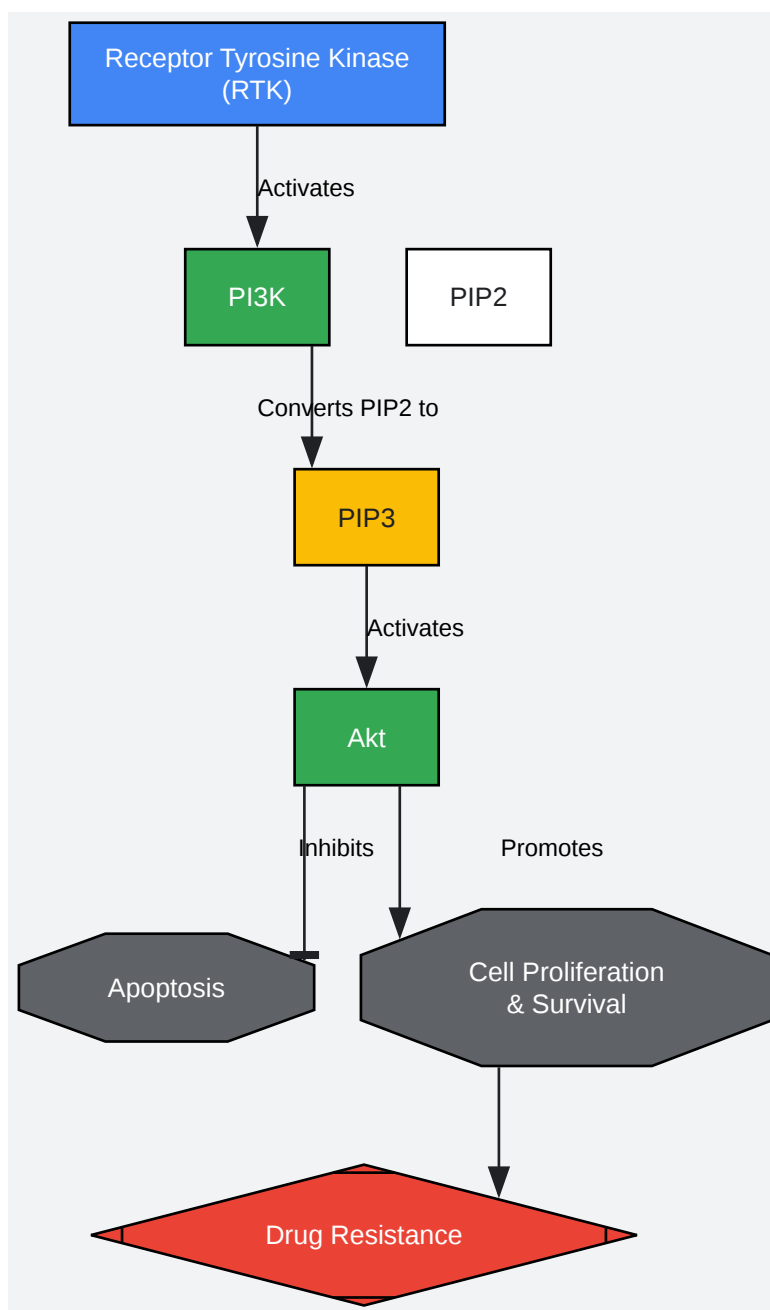 Receptor Tyrosine Kinase
(RTK)
Activates
PI3K
PIP2
Converts PIP2 to
PIP3
Activates
Akt
Inhibits
Promotes
Apoptosis
Cell Proliferation
& Survival
Drug Resistance